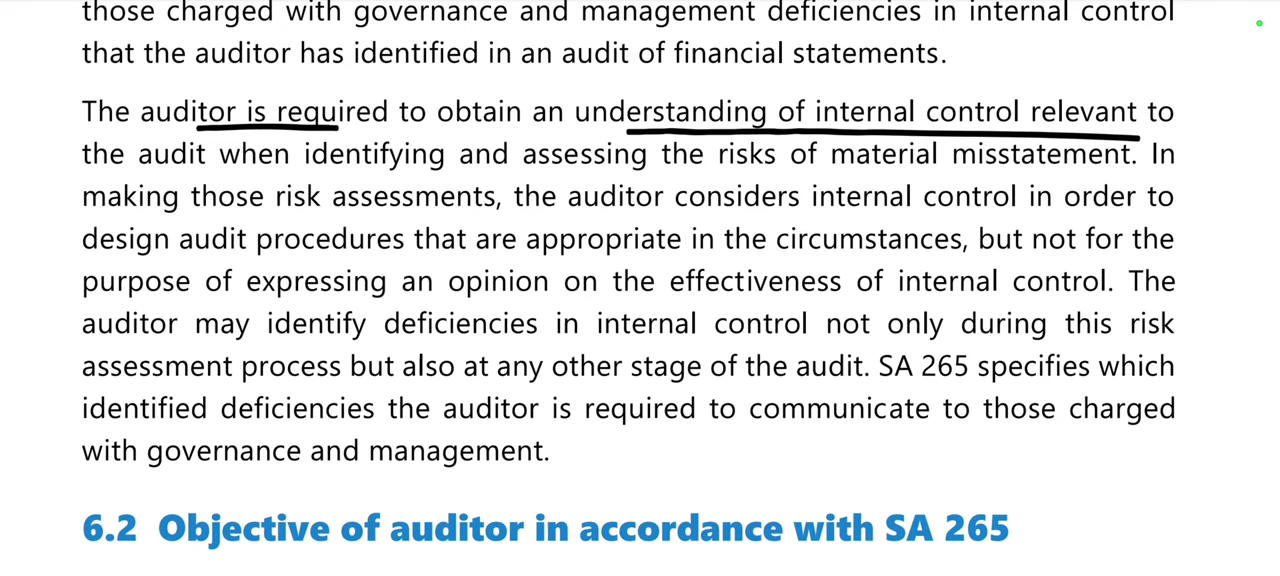 those charged with governance and management deficiencies in internal control
that the auditor has identified in an audit of financial statements.
The auditor is required to obtain an understanding of internal control relevant to
the audit when identifying and assessing the risks of material misstatement. In
making those risk assessments, the auditor considers internal control in order to
design audit procedures that are appropriate in the circumstances, but not for the
purpose of expressing an opinion on the effectiveness of internal control. The
auditor may identify deficiencies in internal control not only during this risk
assessment process but also at any other stage of the audit. SA 265 specifies which
identified deficiencies the auditor is required to communicate to those charged
with governance and management.
6.2 Objective of auditor in accordance with SA 265